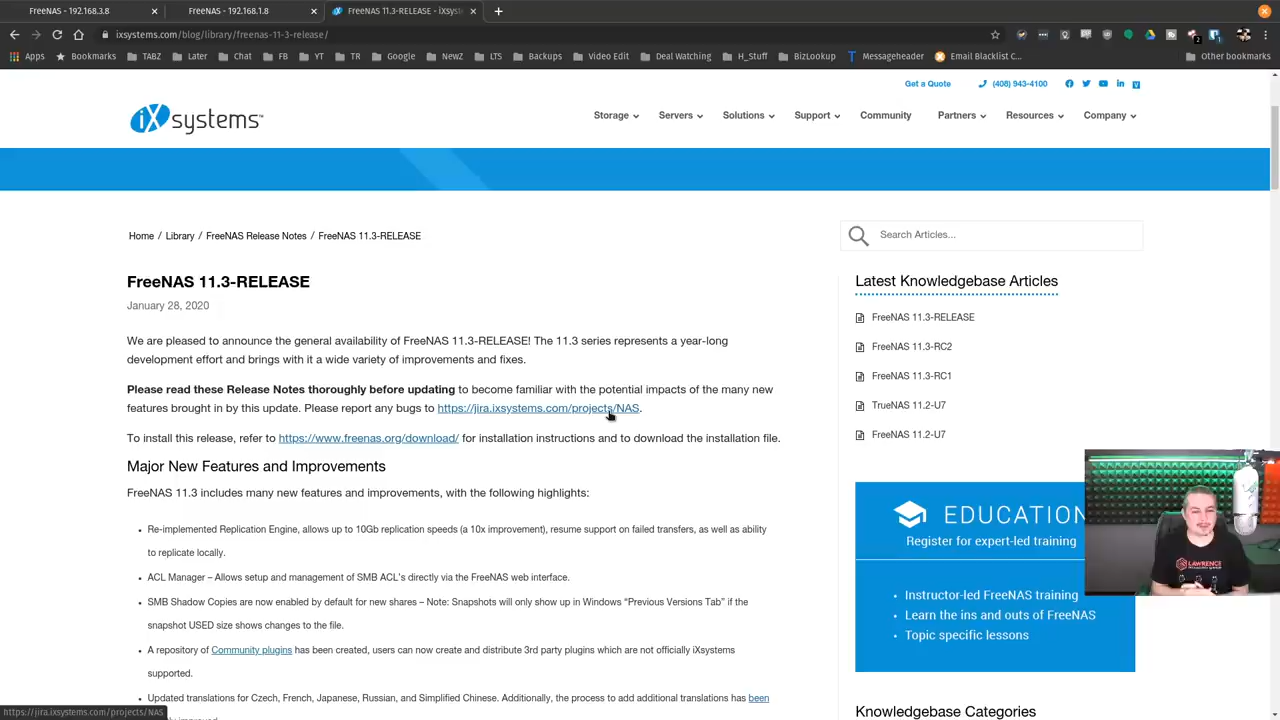 FreeNAS - 192.168.3.8
FreeNAS - 192.168.1.8
FreeNAS 11.3-RELEASE - iXsys
ixsystems.com/blog/library/freenas-11-3-release/
Apps Bookmarks TABZ Later Chat FB YT TR Google NewZ LTS Backups Video Edit Deal Watching H_Stuff BizLookup Messageheader Email Blacklist C... Other bookmarks
Get a Quote (408) 943-4100
iXsystems
Storage Servers Solutions Support Community Partners Resources Company
Home / Library / FreeNAS Release Notes / FreeNAS 11.3-RELEASE
Search Articles...
FreeNAS 11.3-RELEASE
January 28, 2020
We are pleased to announce the general availability of FreeNAS 11.3-RELEASE! The 11.3 series represents a year-long
development effort and brings with it a wide variety of improvements and fixes.
Please read these Release Notes thoroughly before updating to become familiar with the potential impacts of the many new
features brought in by this update. Please report any bugs to https://jira.ixsystems.com/projects/NAS.
To install this release, refer to https://www.freenas.org/download/ for installation instructions and to download the installation file.
Major New Features and Improvements
FreeNAS 11.3 includes many new features and improvements, with the following highlights:
• Re-implemented Replication Engine, allows up to 10Gb replication speeds (a 10x improvement), resume support on failed transfers, as well as ability
to replicate locally.
• ACL Manager – Allows setup and management of SMB ACL's directly via the FreeNAS web interface.
• SMB Shadow Copies are now enabled by default for new shares – Note: Snapshots will only show up in Windows “Previous Versions Tab” if the
snapshot USED size shows changes to the file.
• A repository of Community plugins has been created, users can now create and distribute 3rd party plugins which are not officially iXsystems
supported.
• Updated translations for Czech, French, Japanese, Russian, and Simplified Chinese. Additionally, the process to add additional translations has been
improved.
https://jira.ixsystems.com/projects/NAS
Latest Knowledgebase Articles
FreeNAS 11.3-RELEASE
FreeNAS 11.3-RC2
FreeNAS 11.3-RC1
TrueNAS 11.2-U7
FreeNAS 11.2-U7
EDUCATION
Register for expert-led training
• Instructor-led FreeNAS training
• Learn the ins and outs of FreeNAS
• Topic specific lessons
LAWRENCE
Knowledgebase Categories